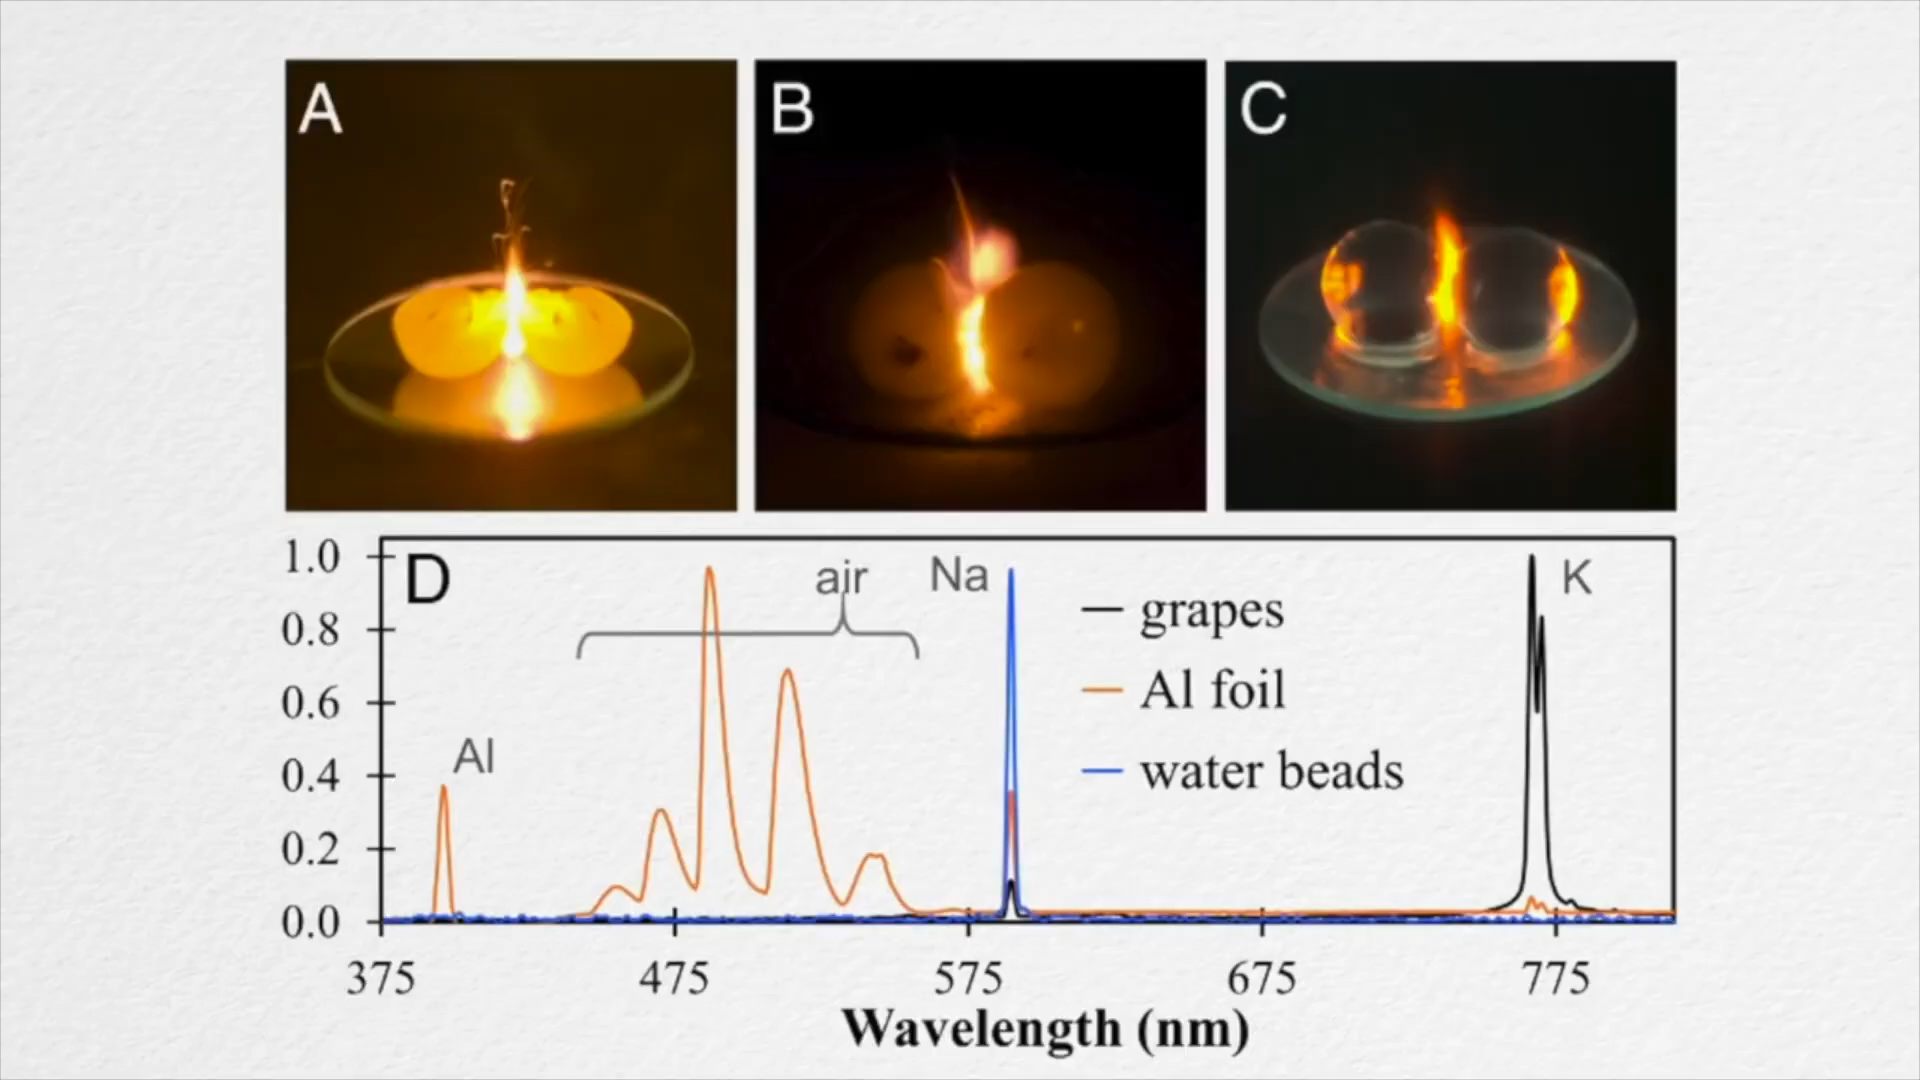 A
B
C
D
1.0
0.8
0.6
0.4
0.2
0.0
Al
air
Na
K
grapes
Al foil
water beads
375 475 575 675 775
Wavelength (nm)